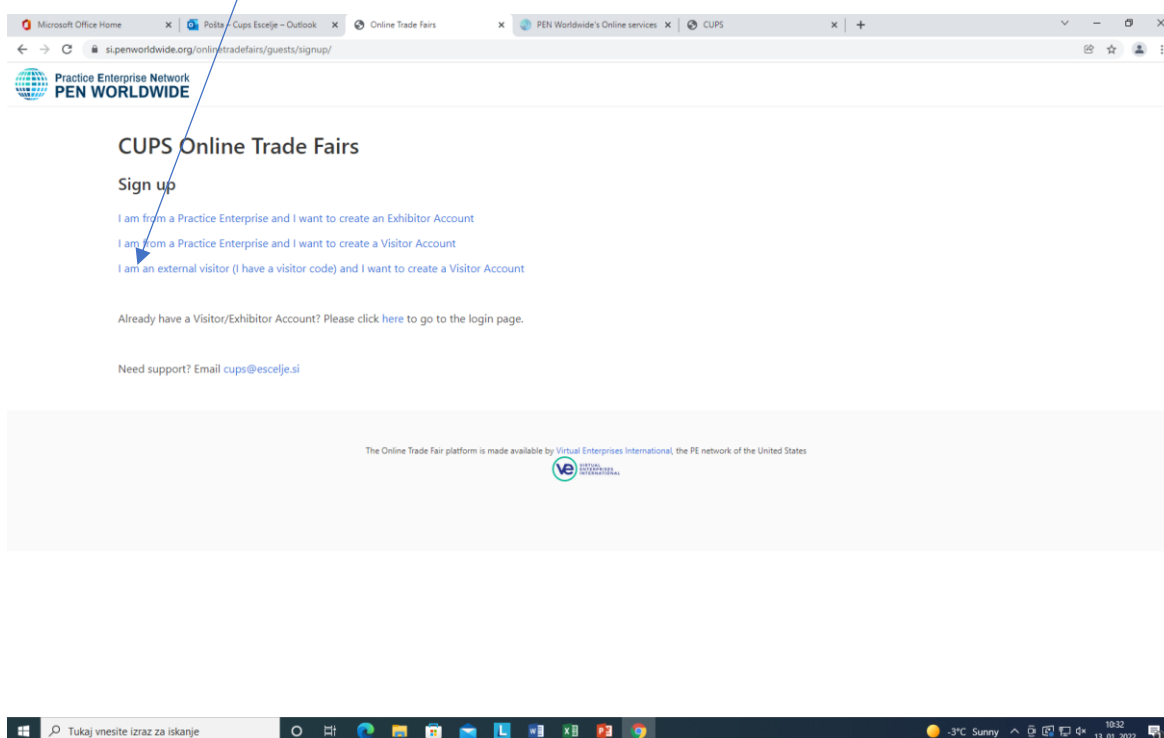 Microsoft Office Home
Pošta – Cups Escelje – Outlook
Online Trade Fairs
PEN Worldwide's Online services
CUPS
si.penworldwide.org/onlinetradefairs/guests/signup/
Practice Enterprise Network
PEN WORLDWIDE
CUPS Online Trade Fairs
Sign up
I am from a Practice Enterprise and I want to create an Exhibitor Account
I am from a Practice Enterprise and I want to create a Visitor Account
I am an external visitor (I have a visitor code) and I want to create a Visitor Account
Already have a Visitor/Exhibitor Account? Please click here to go to the login page.
Need support? Email cups@escelje.si
The Online Trade Fair platform is made available by Virtual Enterprises International, the PE network of the United States
VE VIRTUAL
ENTERPRISES
INTERNATIONAL
Tukaj vnesite izraz za iskanje
L
-3°C Sunny
10:32
13. 01. 2022